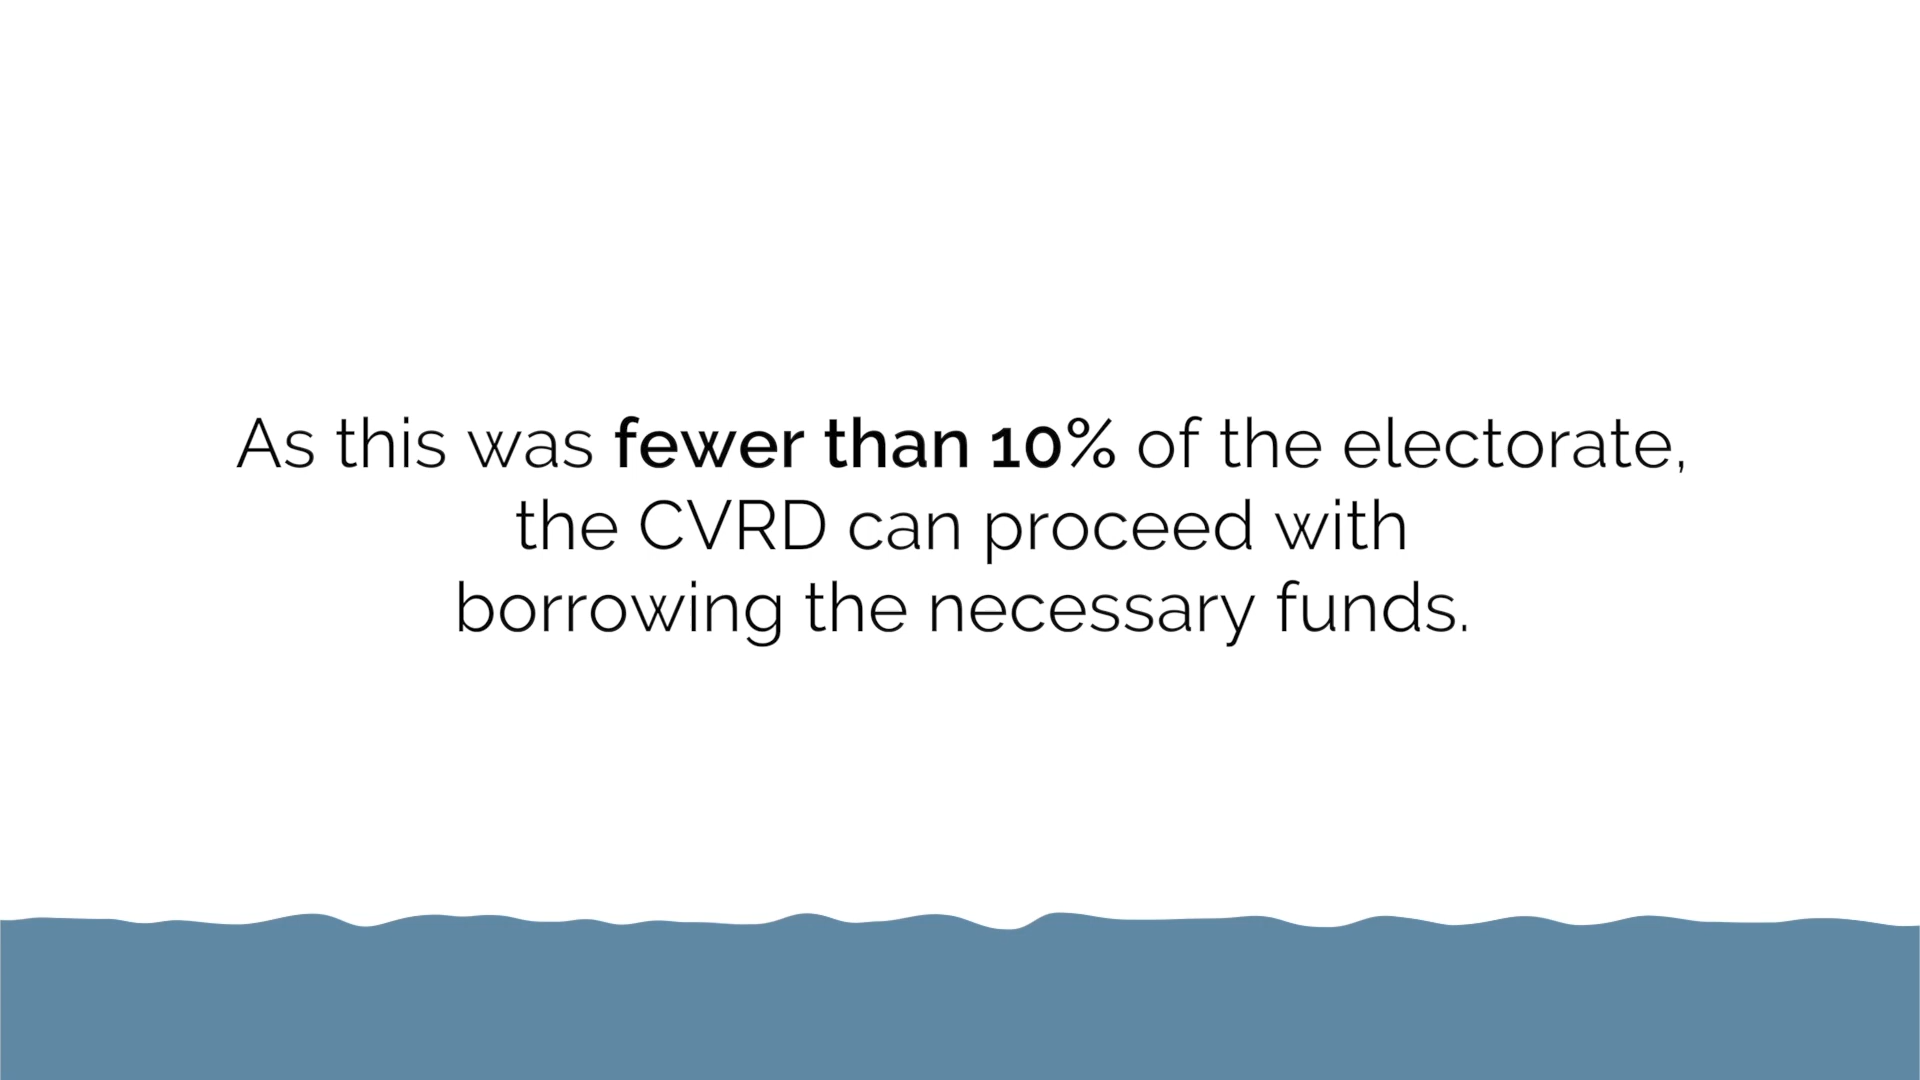 As this was fewer than 10% of the electorate,
the CVRD can proceed with
borrowing the necessary funds.